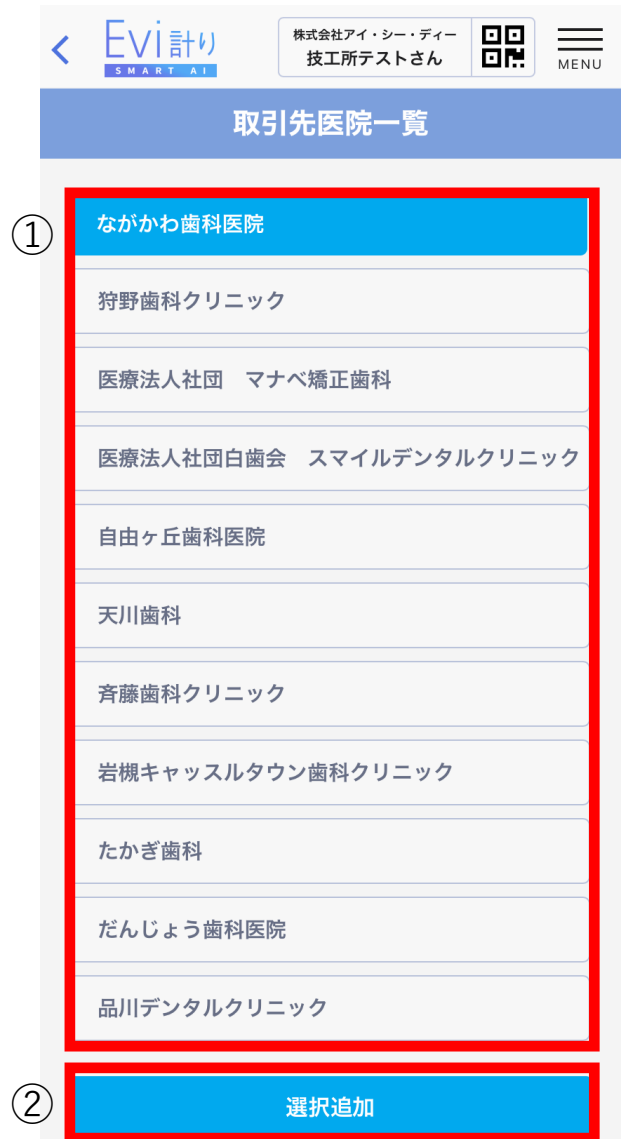 Evi計り
SMART AI
株式会社アイ・シー・ディー
技工所テストさん
MENU
取引先医院一覧
①
ながかわ歯科医院
狩野歯科クリニック
医療法人社団　マナベ矯正歯科
医療法人社団白歯会　スマイルデンタルクリニック
自由ヶ丘歯科医院
天川歯科
斉藤歯科クリニック
岩槻キャッスルタウン歯科クリニック
たかぎ歯科
だんじょう歯科医院
品川デンタルクリニック
②
選択追加